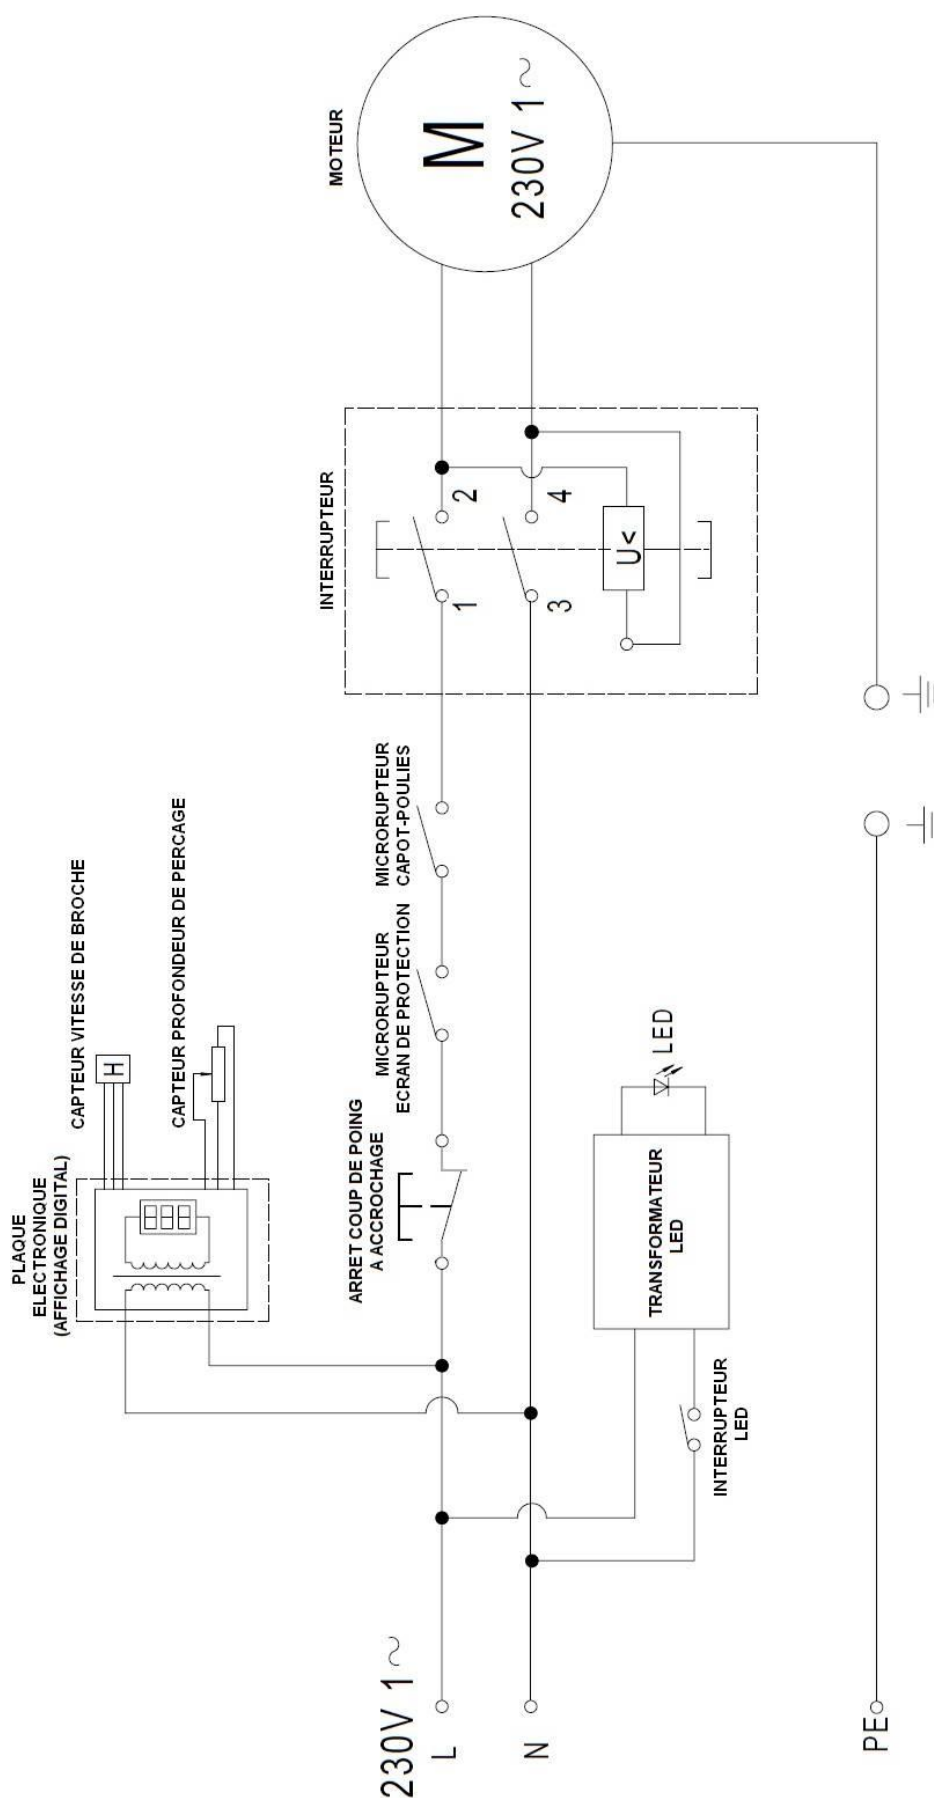 PLAQUE
ELECTRONIQUE
(AFFICHAGE DIGITAL)
CAPTEUR VITESSE DE BROCHE
H
CAPTEUR PROFONDEUR DE PERCAGE
230V 1~
L
N
PE
ARRET COUP DE POING
A ACCROCHAGE
MICRORUPTEUR
ECRAN DE PROTECTION
MICRORUPTEUR
CAPOT-POULIES
INTERRUPTEUR
1
2
3
4
U<
MOTEUR
M
230V 1~
INTERRUPTEUR
LED
TRANSFORMATEUR
LED
LED